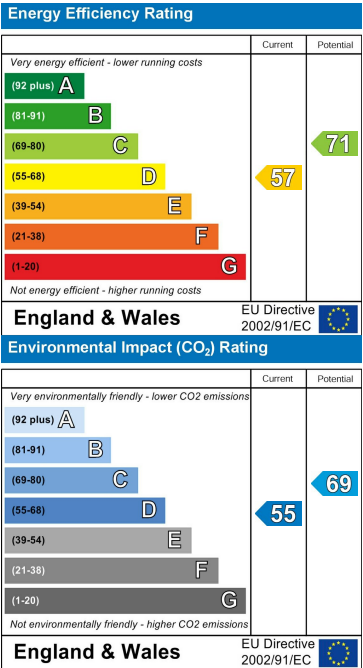 Energy Efficiency Rating
Current Potential
Very energy efficient - lower running costs
(92 plus) A
(81-91) B
(69-80) C
71
(55-68) D
57
(39-54) E
(21-38) F
(1-20) G
Not energy efficient - higher running costs
England & Wales
EU Directive
2002/91/EC
Environmental Impact (CO₂) Rating
Current Potential
Very environmentally friendly - lower CO2 emissions
(92 plus) A
(81-91) B
(69-80) C
69
(55-68) D
55
(39-54) E
(21-38) F
(1-20) G
Not environmentally friendly - higher CO2 emissions
England & Wales
EU Directive
2002/91/EC